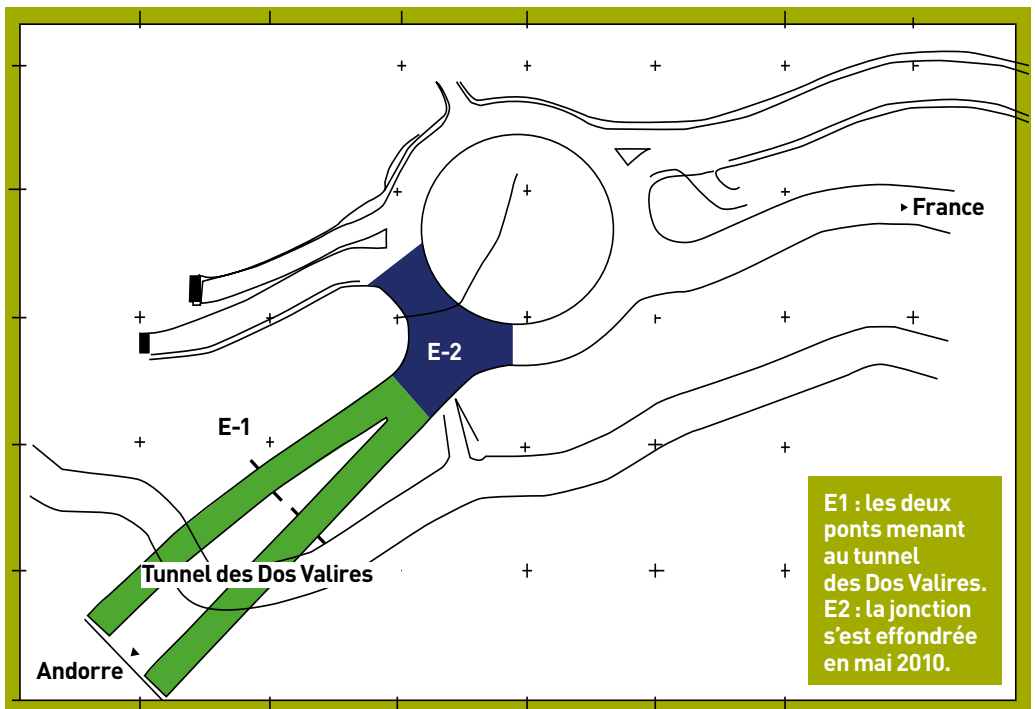 France
E-2
E-1
Tunnel des Dos Valires
Andorre
E1 : les deux
ponts menant
au tunnel
des Dos Valires.
E2 : la jonction
s'est effondrée
en mai 2010.